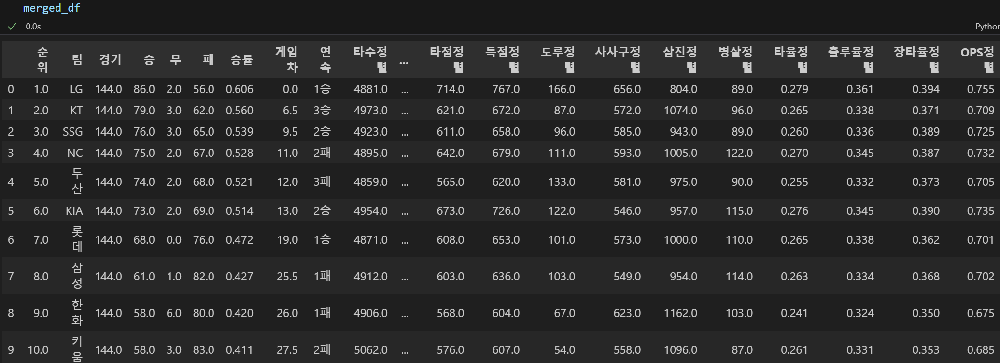 merged_df
0.0s
Python
순위 팀 경기 승 무 패 승률 게임차 연속 타수정렬 ... 타점정렬 득점정렬 도루정렬 사사구정렬 삼진정렬 병살정렬 타율정렬 출루율정렬 장타율정렬 OPS정렬
0 1.0 LG 144.0 86.0 2.0 56.0 0.606 0.0 1승 4881.0 ... 714.0 767.0 166.0 656.0 804.0 89.0 0.279 0.361 0.394 0.755
1 2.0 KT 144.0 79.0 3.0 62.0 0.560 6.5 3승 4973.0 ... 621.0 672.0 87.0 572.0 1074.0 96.0 0.265 0.338 0.371 0.709
2 3.0 SSG 144.0 76.0 3.0 65.0 0.539 9.5 2승 4923.0 ... 611.0 658.0 96.0 585.0 943.0 89.0 0.260 0.336 0.389 0.725
3 4.0 NC 144.0 75.0 2.0 67.0 0.528 11.0 2패 4895.0 ... 642.0 679.0 111.0 593.0 1005.0 122.0 0.270 0.345 0.387 0.732
4 5.0 두산 144.0 74.0 2.0 68.0 0.521 12.0 3패 4859.0 ... 565.0 620.0 133.0 581.0 975.0 90.0 0.255 0.332 0.373 0.705
5 6.0 KIA 144.0 73.0 2.0 69.0 0.514 13.0 2승 4954.0 ... 673.0 726.0 122.0 546.0 957.0 115.0 0.276 0.345 0.390 0.735
6 7.0 롯데 144.0 68.0 0.0 76.0 0.472 19.0 1승 4871.0 ... 608.0 653.0 101.0 573.0 1000.0 110.0 0.265 0.338 0.362 0.701
7 8.0 삼성 144.0 61.0 1.0 82.0 0.427 25.5 1패 4912.0 ... 603.0 636.0 103.0 549.0 954.0 114.0 0.263 0.334 0.368 0.702
8 9.0 한화 144.0 58.0 6.0 80.0 0.420 26.0 1패 4906.0 ... 568.0 604.0 67.0 623.0 1162.0 103.0 0.241 0.324 0.350 0.675
9 10.0 키움 144.0 58.0 3.0 83.0 0.411 27.5 2패 5062.0 ... 576.0 607.0 54.0 558.0 1096.0 87.0 0.261 0.331 0.353 0.685